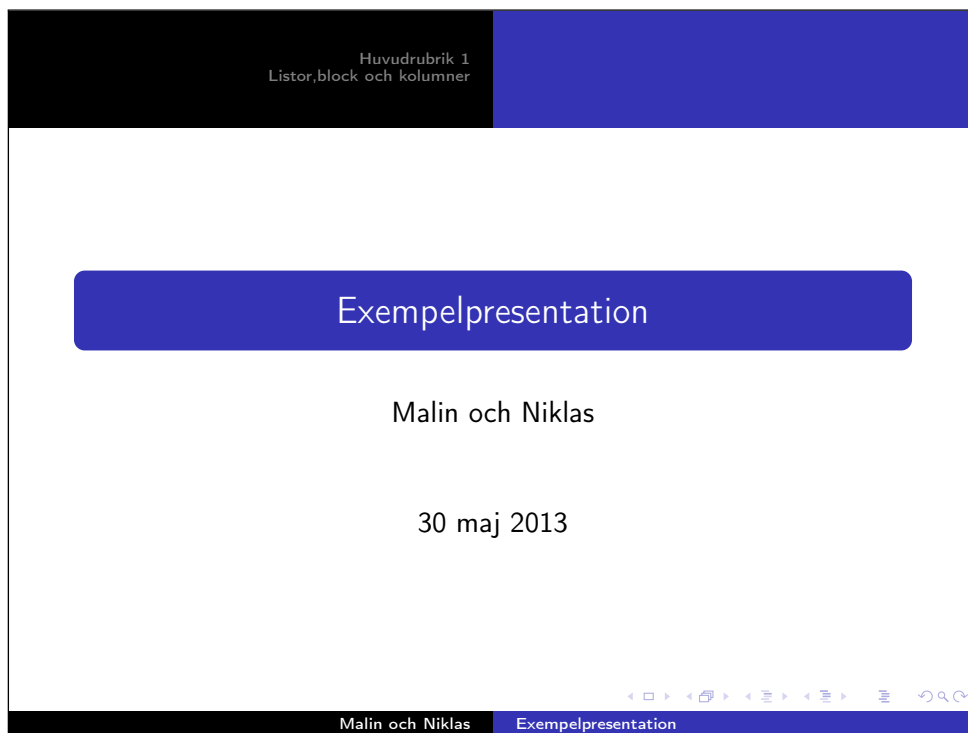 Huvudrubrik 1
Listor,block och kolumner
Exempelpresentation
Malin och Niklas
30 maj 2013
Malin och Niklas
Exempelpresentation